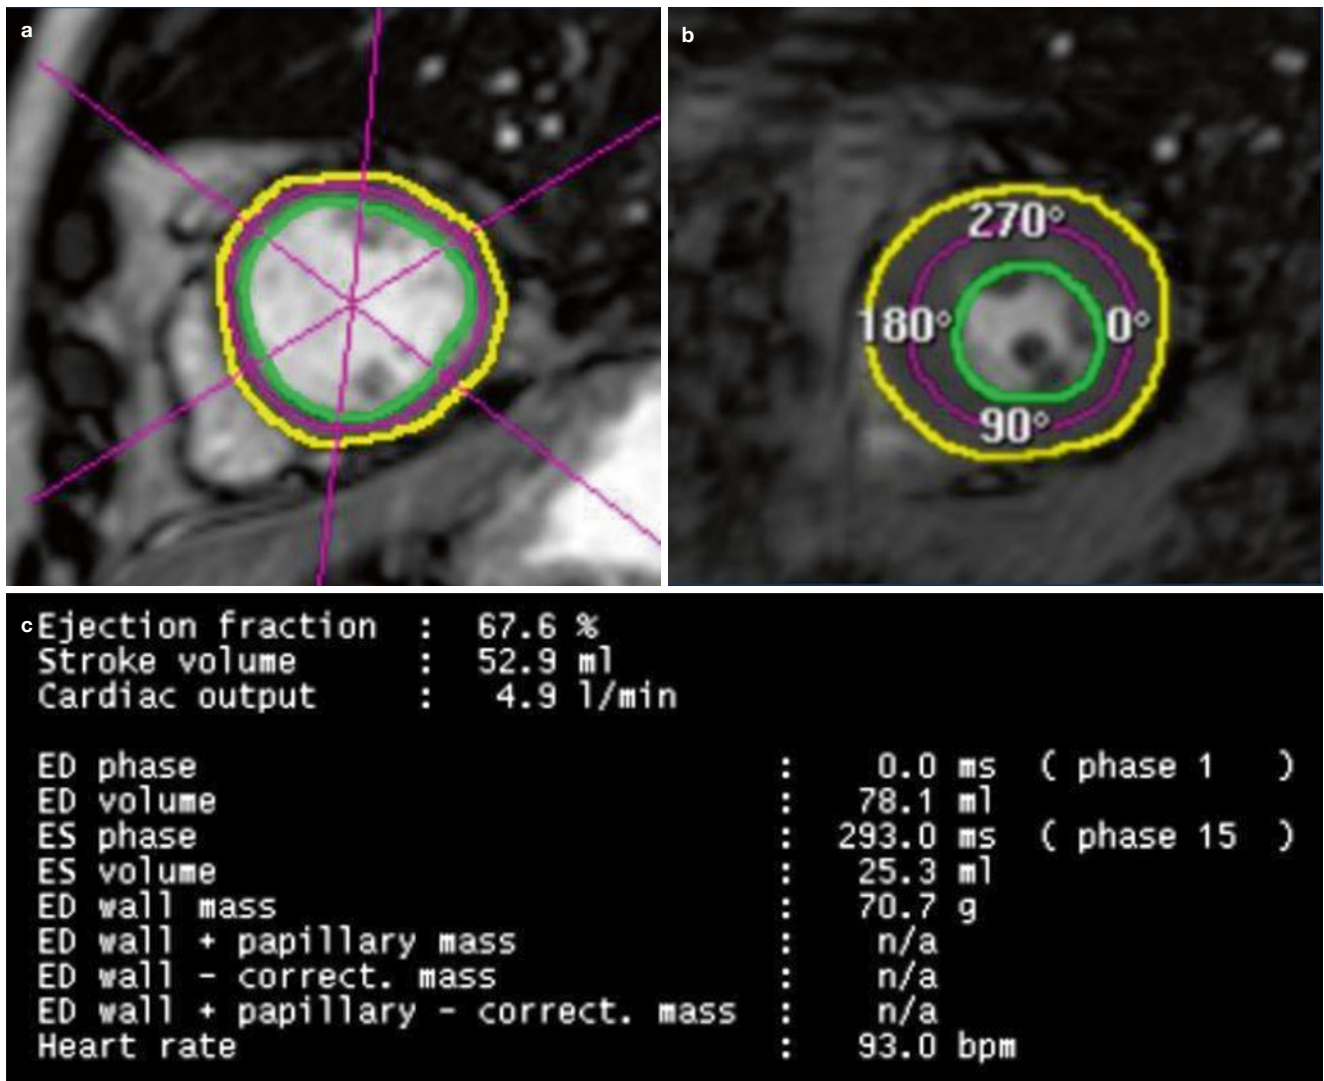 a
b
270°
180° 0°
90°
c
Ejection fraction : 67.6 %
Stroke volume : 52.9 ml
Cardiac output : 4.9 l/min
ED phase : 0.0 ms ( phase 1 )
ED volume : 78.1 ml
ES phase : 293.0 ms ( phase 15 )
ES volume : 25.3 ml
ED wall mass : 70.7 g
ED wall + papillary mass : n/a
ED wall - correct. mass : n/a
ED wall + papillary - correct. mass : n/a
Heart rate : 93.0 bpm